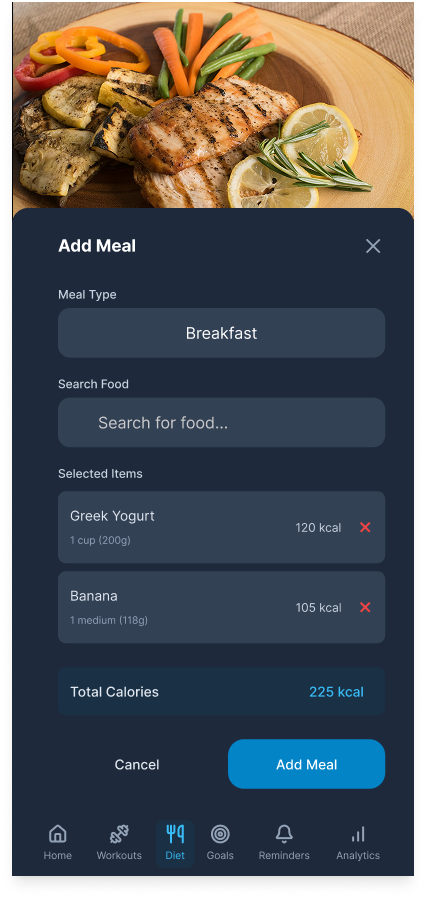 Add Meal
Meal Type
Breakfast
Search Food
Search for food...
Selected Items
Greek Yogurt
120 kcal
1 cup (200g)
Banana
105 kcal
1 medium (118g)
Total Calories 225 kcal
Cancel Add Meal
Home Workouts Diet Goals Reminders Analytics